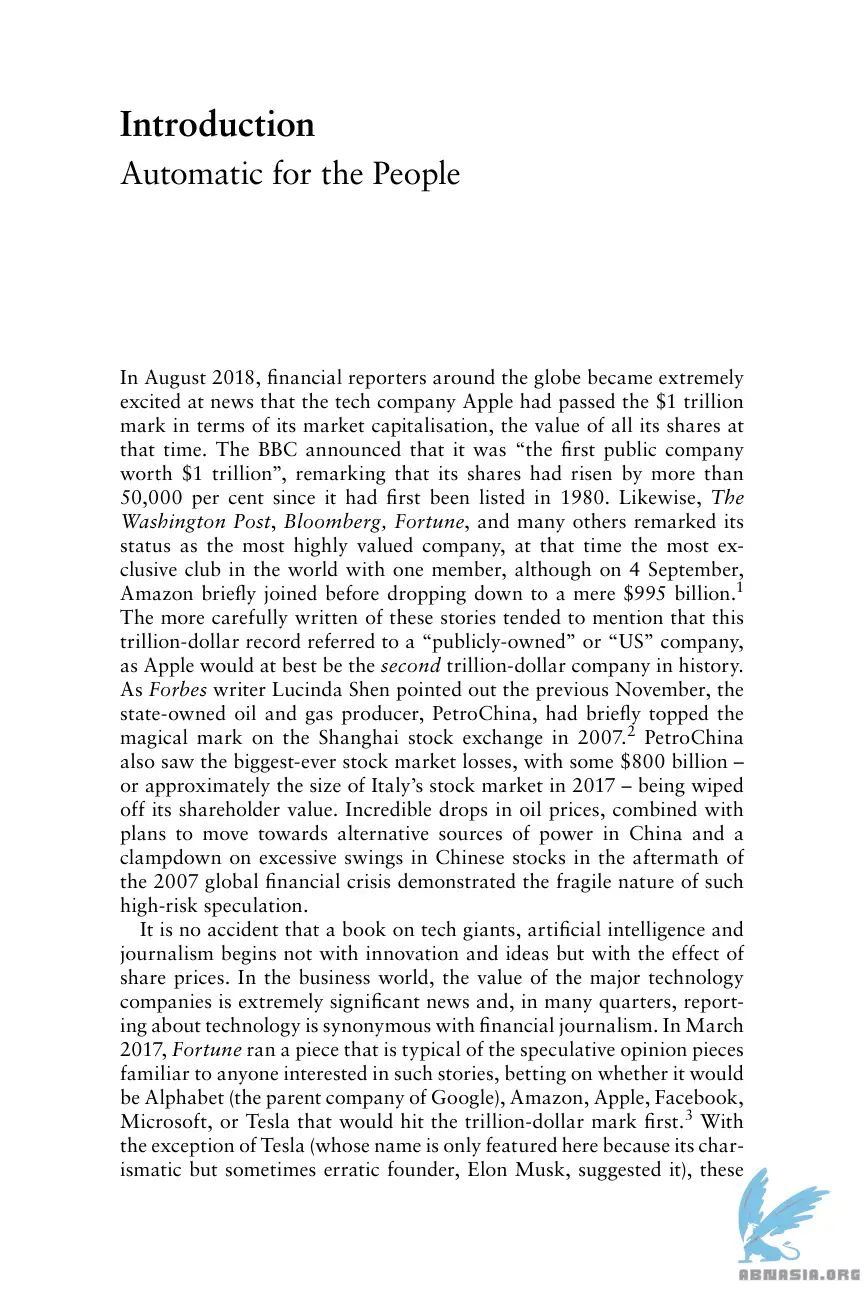 Introduction
Automatic for the People
In August 2018, financial reporters around the globe became extremely
excited at news that the tech company Apple had passed the $1 trillion
mark in terms of its market capitalisation, the value of all its shares at
that time. The BBC announced that it was “the first public company
worth $1 trillion”, remarking that its shares had risen by more than
50,000 per cent since it had first been listed in 1980. Likewise, The
Washington Post, Bloomberg, Fortune, and many others remarked its
status as the most highly valued company, at that time the most ex-
clusive club in the world with one member, although on 4 September,
Amazon briefly joined before dropping down to a mere $995 billion.1
The more carefully written of these stories tended to mention that this
trillion-dollar record referred to a “publicly-owned” or “US” company,
as Apple would at best be the second trillion-dollar company in history.
As Forbes writer Lucinda Shen pointed out the previous November, the
state-owned oil and gas producer, PetroChina, had briefly topped the
magical mark on the Shanghai stock exchange in 2007.2 PetroChina
also saw the biggest-ever stock market losses, with some $800 billion –
or approximately the size of Italy’s stock market in 2017 – being wiped
off its shareholder value. Incredible drops in oil prices, combined with
plans to move towards alternative sources of power in China and a
clampdown on excessive swings in Chinese stocks in the aftermath of
the 2007 global financial crisis demonstrated the fragile nature of such
high-risk speculation.
It is no accident that a book on tech giants, artificial intelligence and
journalism begins not with innovation and ideas but with the effect of
share prices. In the business world, the value of the major technology
companies is extremely significant news and, in many quarters, report-
ing about technology is synonymous with financial journalism. In March
2017, Fortune ran a piece that is typical of the speculative opinion pieces
familiar to anyone interested in such stories, betting on whether it would
be Alphabet (the parent company of Google), Amazon, Apple, Facebook,
Microsoft, or Tesla that would hit the trillion-dollar mark first.3 With
the exception of Tesla (whose name is only featured here because its char-
ismatic but sometimes erratic founder, Elon Musk, suggested it), these
ABNASIA.ORG